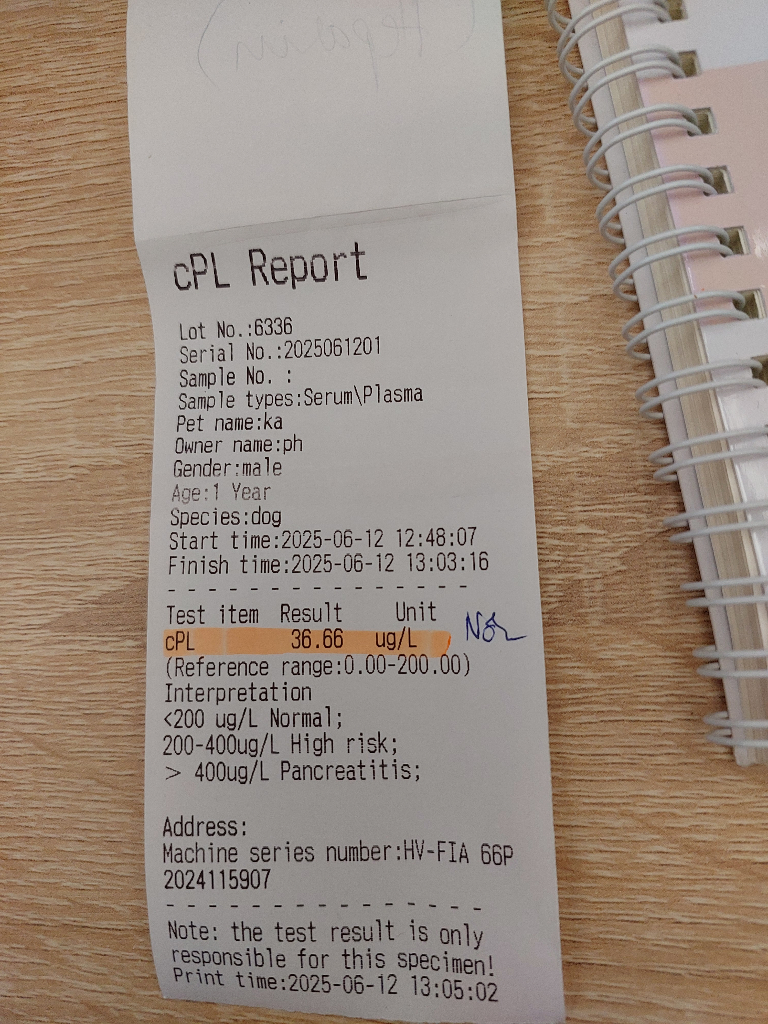 (Heparin)
cPL Report
Lot No.:6336
Serial No.:2025061201
Sample No. :
Sample types:Serum\Plasma
Pet name:ka
Owner name:ph
Gender:male
Age:1 Year
Species:dog
Start time:2025-06-12 12:48:07
Finish time:2025-06-12 13:03:16
- - - - - - - - - - - - - - - -
Test item Result Unit
cPL 36.66 ug/L
(Reference range:0.00-200.00)
Interpretation
<200 ug/L Normal;
200-400ug/L High risk;
> 400ug/L Pancreatitis;
Address:
Machine series number:HV-FIA 66P
2024115907
- - - - - - - - - - - - - - - -
Note: the test result is only
responsible for this specimen!
Print time:2025-06-12 13:05:02